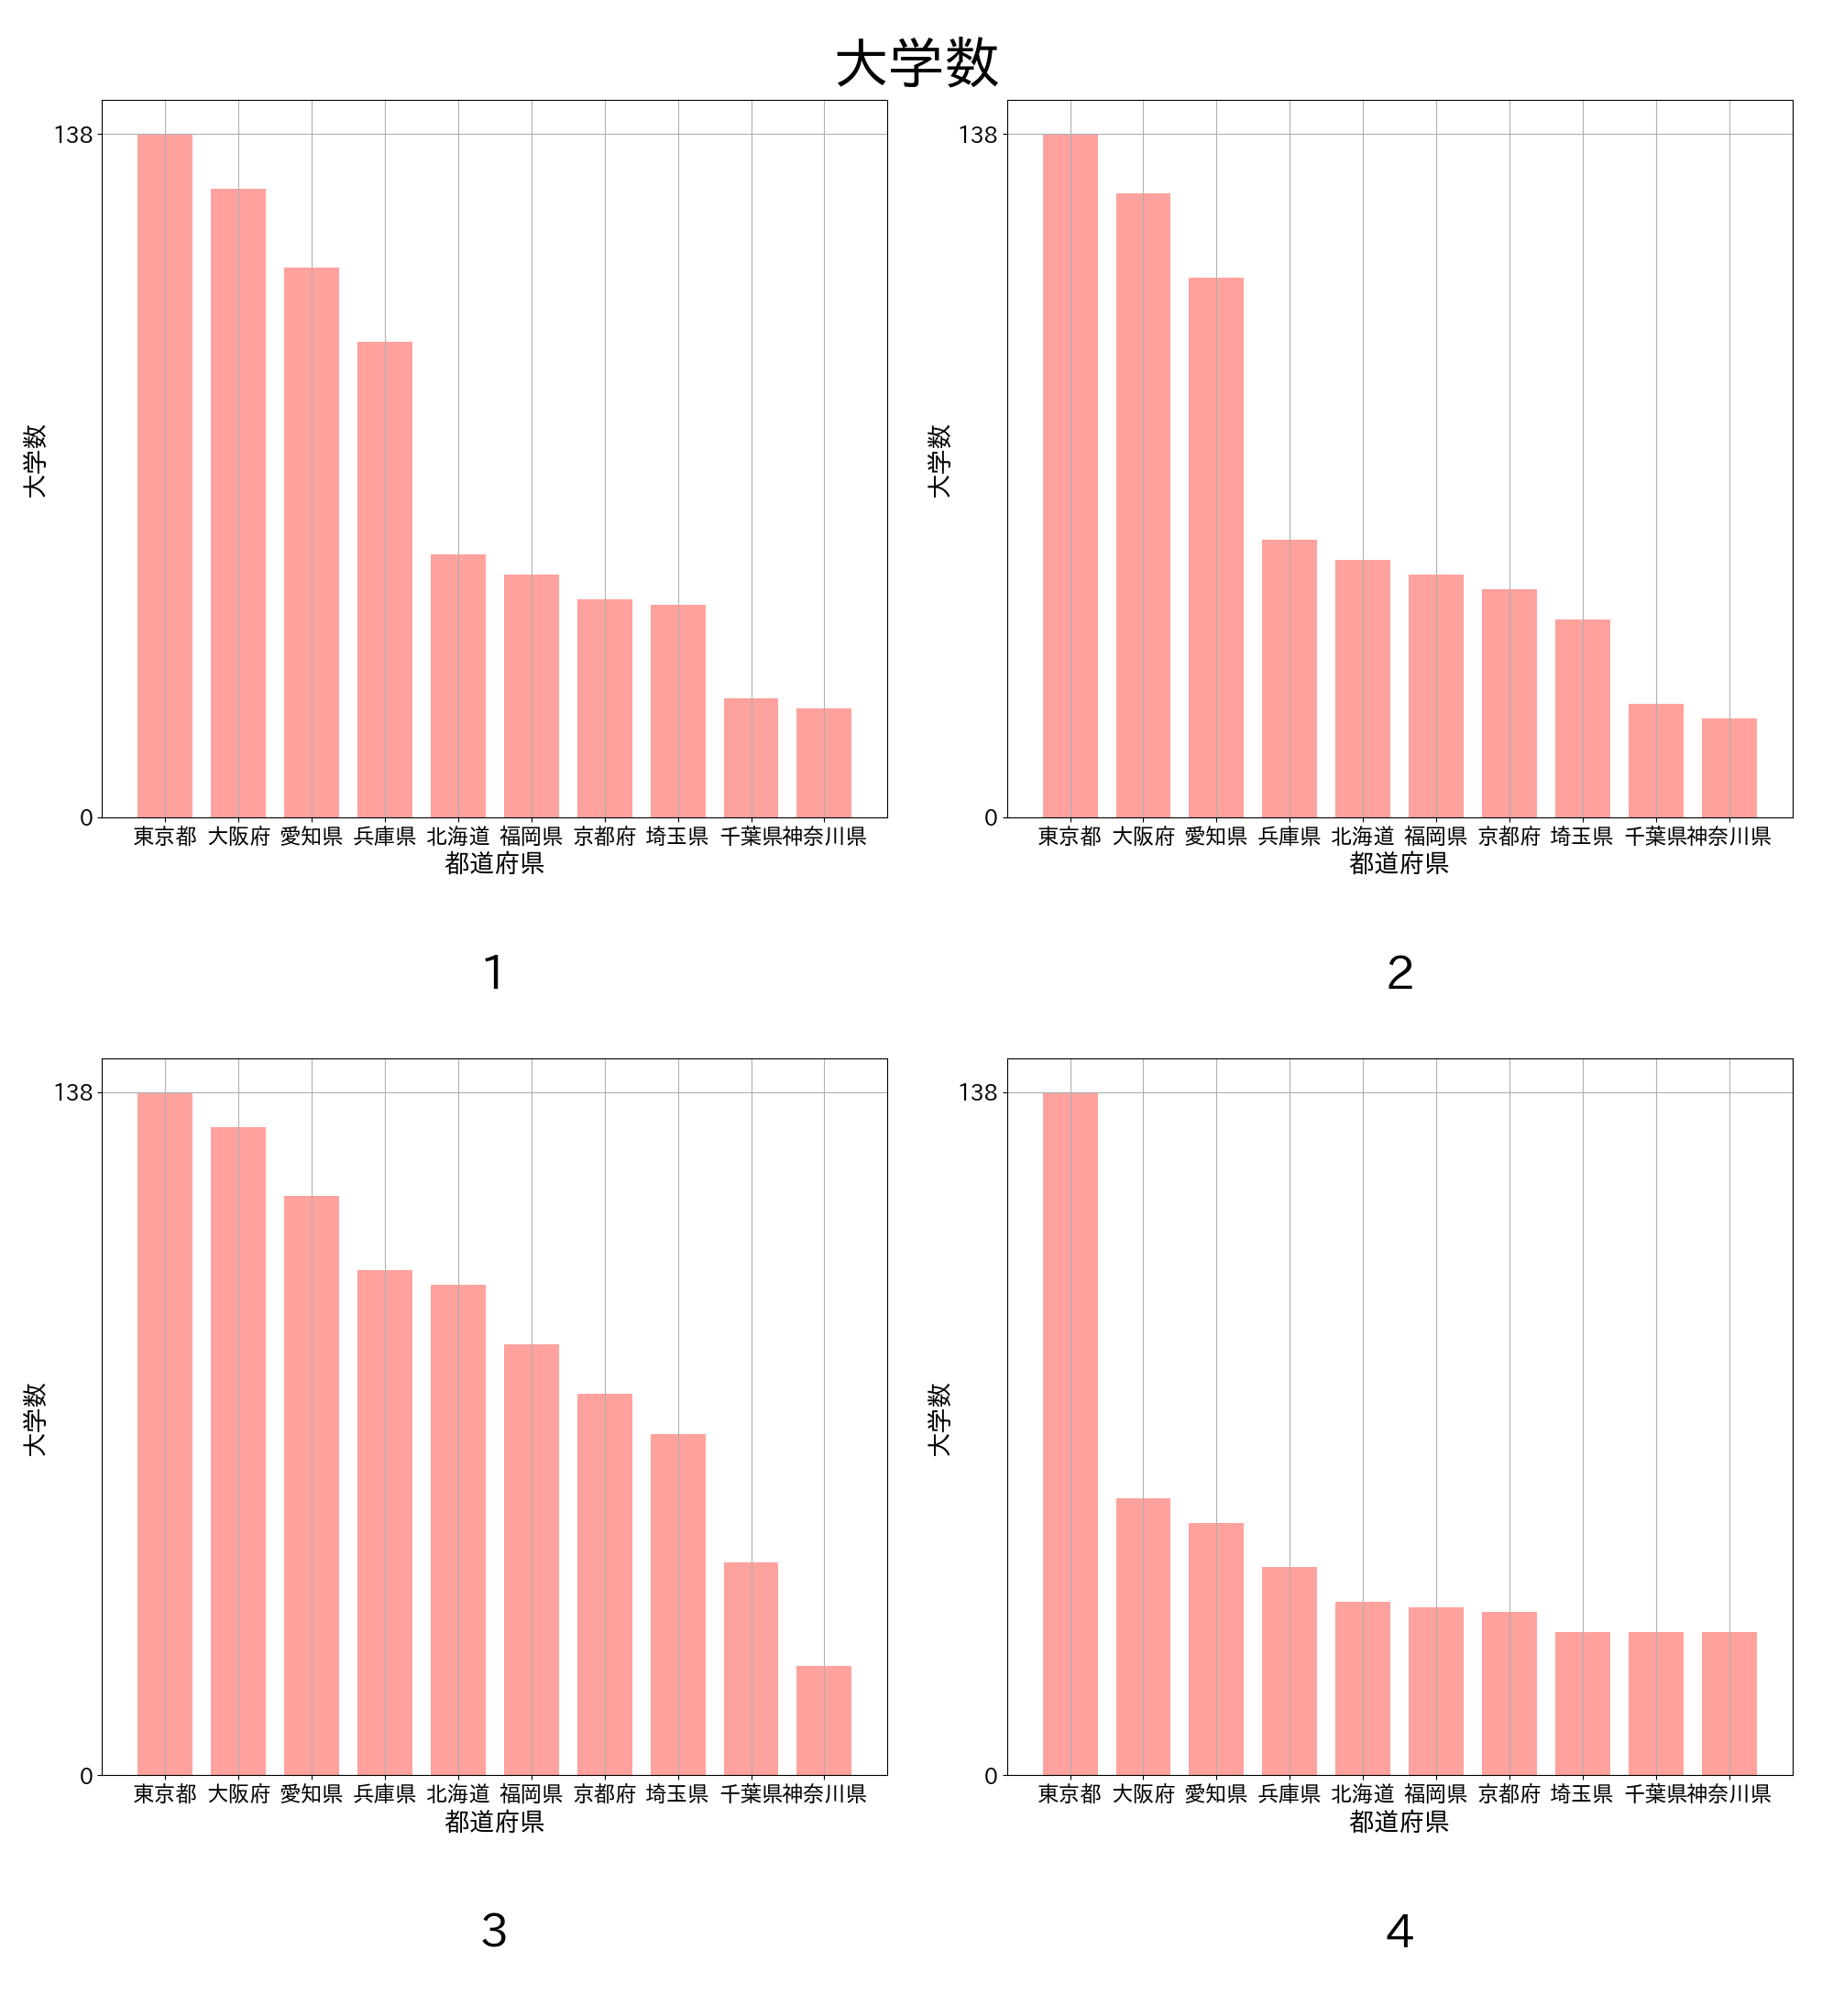 大学数
138
大学数
0
東京都 大阪府 愛知県 兵庫県 北海道 福岡県 京都府 埼玉県 千葉県 神奈川県
都道府県
1
138
大学数
0
東京都 大阪府 愛知県 兵庫県 北海道 福岡県 京都府 埼玉県 千葉県 神奈川県
都道府県
2
138
大学数
0
東京都 大阪府 愛知県 兵庫県 北海道 福岡県 京都府 埼玉県 千葉県 神奈川県
都道府県
3
138
大学数
0
東京都 大阪府 愛知県 兵庫県 北海道 福岡県 京都府 埼玉県 千葉県 神奈川県
都道府県
4